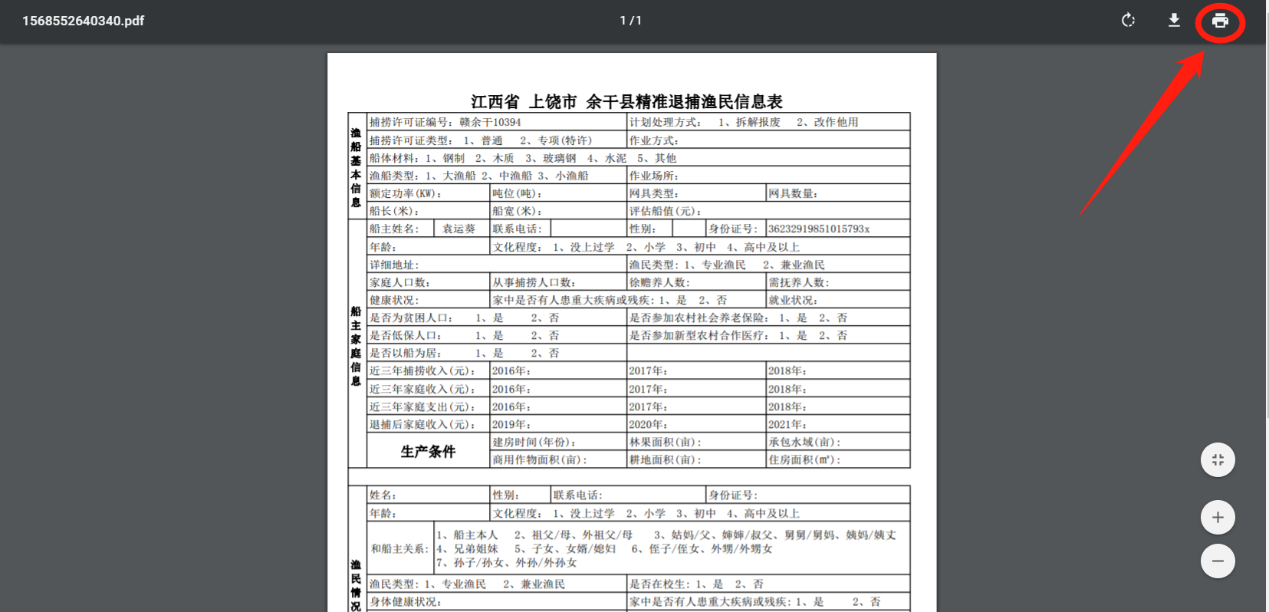 1568552640340.pdf
1 / 1
江西省 上饶市 余干县精准退捕渔民信息表
渔船基本信息
捕捞许可证编号：赣余干10394 计划处理方式： 1、拆解报废 2、改作他用
捕捞许可证类型：1、普通 2、专项(特许) 作业方式：
船体材料：1、钢制 2、木质 3、玻璃钢 4、水泥 5、其他
渔船类型：1、大渔船 2、中渔船 3、小渔船 作业场所：
额定功率(KW)： 吨位(吨)： 网具类型： 网具数量：
船长(米)： 船宽(米)： 评估船值(元)：
船主家庭信息
船主姓名： 袁运葵 联系电话： 性别： 身份证号： 36232919851015793x
年龄： 文化程度：1、没上过学 2、小学 3、初中 4、高中及以上
详细地址: 渔民类型：1、专业渔民 2、兼业渔民
家庭人口数： 从事捕捞人口数： 徐赡养人数： 需抚养人数：
健康状况： 家中是否有人患重大疾病或残疾：1、是 2、否 就业状况：
是否为贫困人口： 1、是 2、否 是否参加农村社会养老保险： 1、是 2、否
是否低保人口： 1、是 2、否 是否参加新型农村合作医疗： 1、是 2、否
是否以船为居： 1、是 2、否
近三年捕捞收入(元)： 2016年： 2017年： 2018年：
近三年家庭收入(元)： 2016年： 2017年： 2018年：
近三年家庭支出(元)： 2016年： 2017年： 2018年：
退捕后家庭收入(元)： 2019年： 2020年： 2021年：
生产条件
建房时间(年份)： 林果面积(亩)： 承包水域(亩)：
商用作物面积(亩)： 耕地面积(亩)： 住房面积(㎡)：
渔民情况
姓名： 性别： 联系电话： 身份证号：
年龄： 文化程度：1、没上过学 2、小学 3、初中 4、高中及以上
和船主关系:
1、船主本人 2、祖父/母、外祖父/母 3、姑妈/父、婶婶/叔父、舅舅/舅妈、姨妈/姨丈
4、兄弟姐妹 5、子女、女婿/媳妇 6、侄子/侄女、外甥/外甥女
7、孙子/孙女、外孙/外孙女
渔民类型：1、专业渔民 2、兼业渔民 是否在校生：1、是 2、否
身体健康状况： 家中是否有人患重大疾病或残疾：1、是 2、否